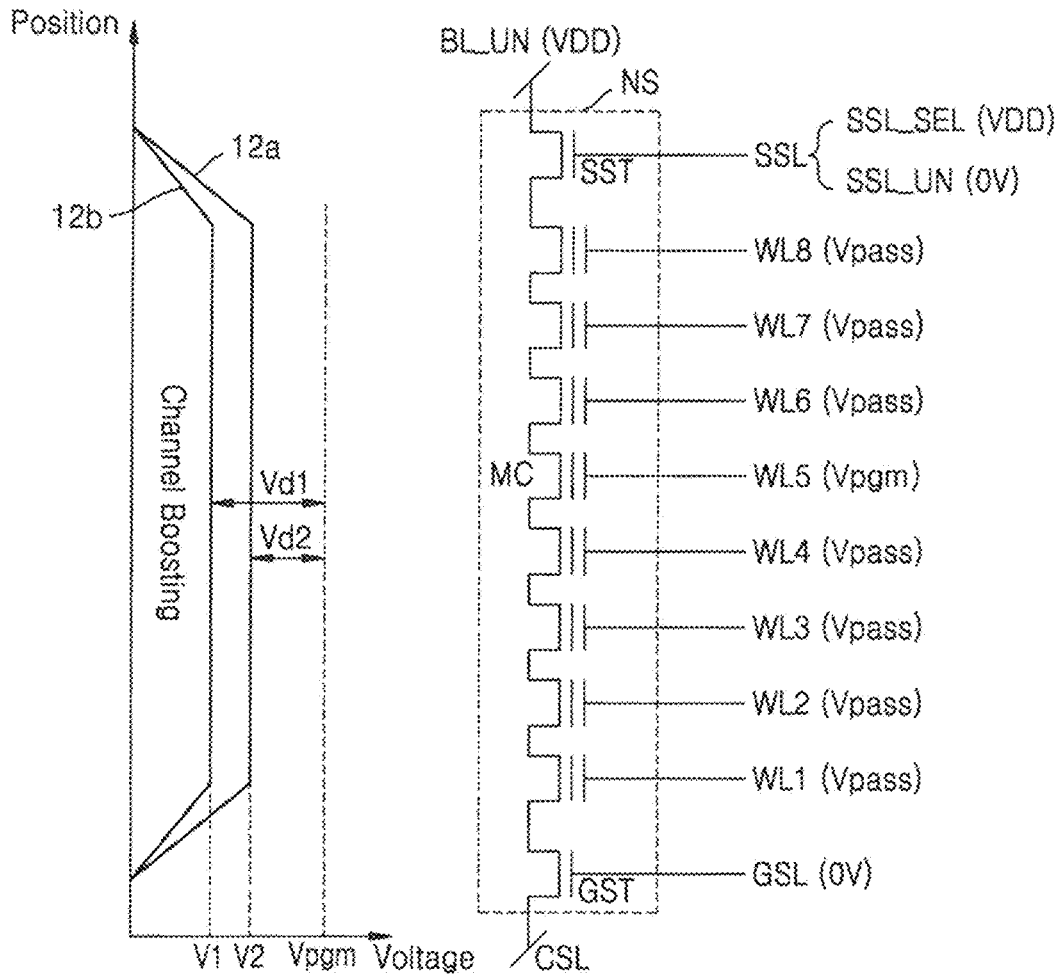 Position
BL_UN (VDD)
NS
12a
12b
SST
SSL
SSL_SEL (VDD)
SSL_UN (0V)
WL8 (Vpass)
WL7 (Vpass)
WL6 (Vpass)
Channel Boosting
MC
WL5 (Vpgm)
Vd1
Vd2
WL4 (Vpass)
WL3 (Vpass)
WL2 (Vpass)
WL1 (Vpass)
GST
GSL (0V)
V1 V2 Vpgm Voltage
CSL